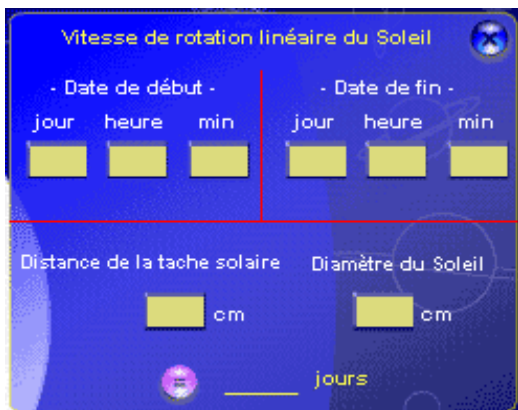 Vitesse de rotation linéaire du Soleil
- Date de début -
jour heure min
- Date de fin -
jour heure min
Distance de la tache solaire
cm
Diamètre du Soleil
cm
= jours